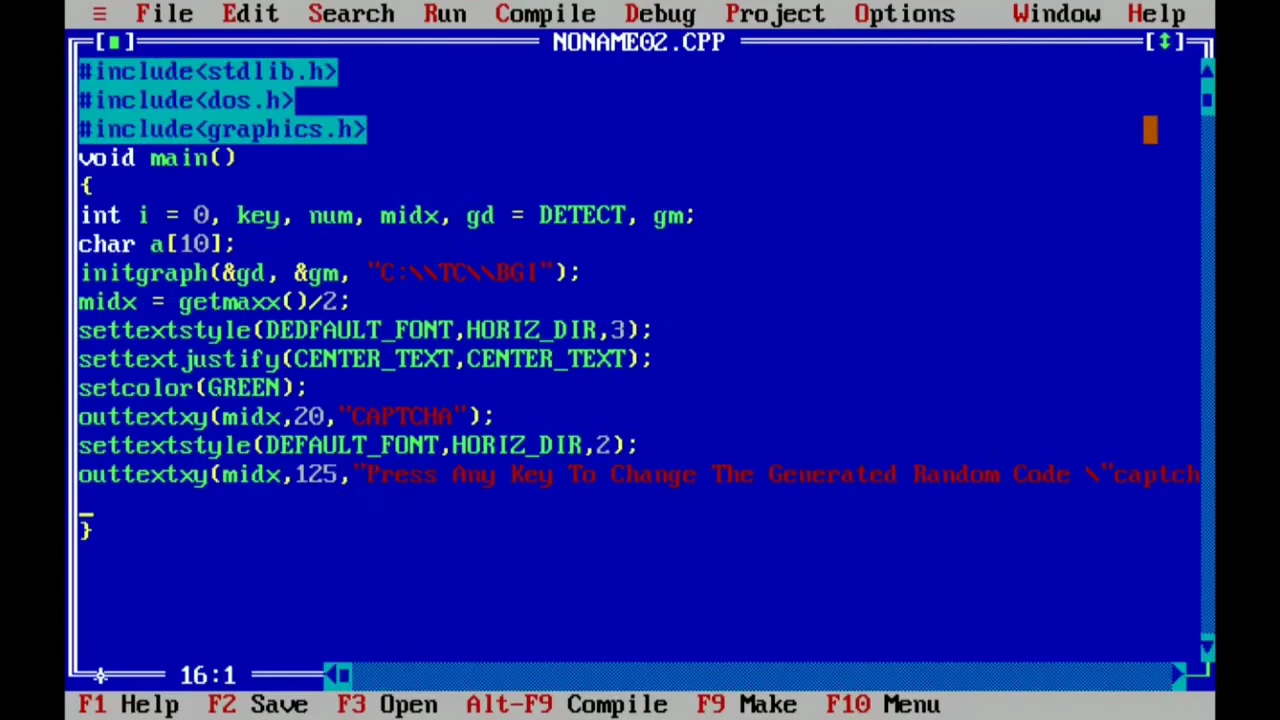 ≡ File Edit Search Run Compile Debug Project Options Window Help
[■] NONAME02.CPP [↕]
#include<stdlib.h>
#include<dos.h>
#include<graphics.h>
void main()
{
int i = 0, key, num, midx, gd = DETECT, gm;
char a[10];
initgraph(&gd, &gm, "C:\\TC\\BGI");
midx = getmaxx()/2;
settextstyle(DEDFAULT_FONT,HORIZ_DIR,3);
settextjustify(CENTER_TEXT,CENTER_TEXT);
setcolor(GREEN);
outtextxy(midx,20,"CAPTCHA");
settextstyle(DEFAULT_FONT,HORIZ_DIR,2);
outtextxy(midx,125,"Press Any Key To Change The Generated Random Code \"captch
}
16:1
F1 Help F2 Save F3 Open Alt-F9 Compile F9 Make F10 Menu